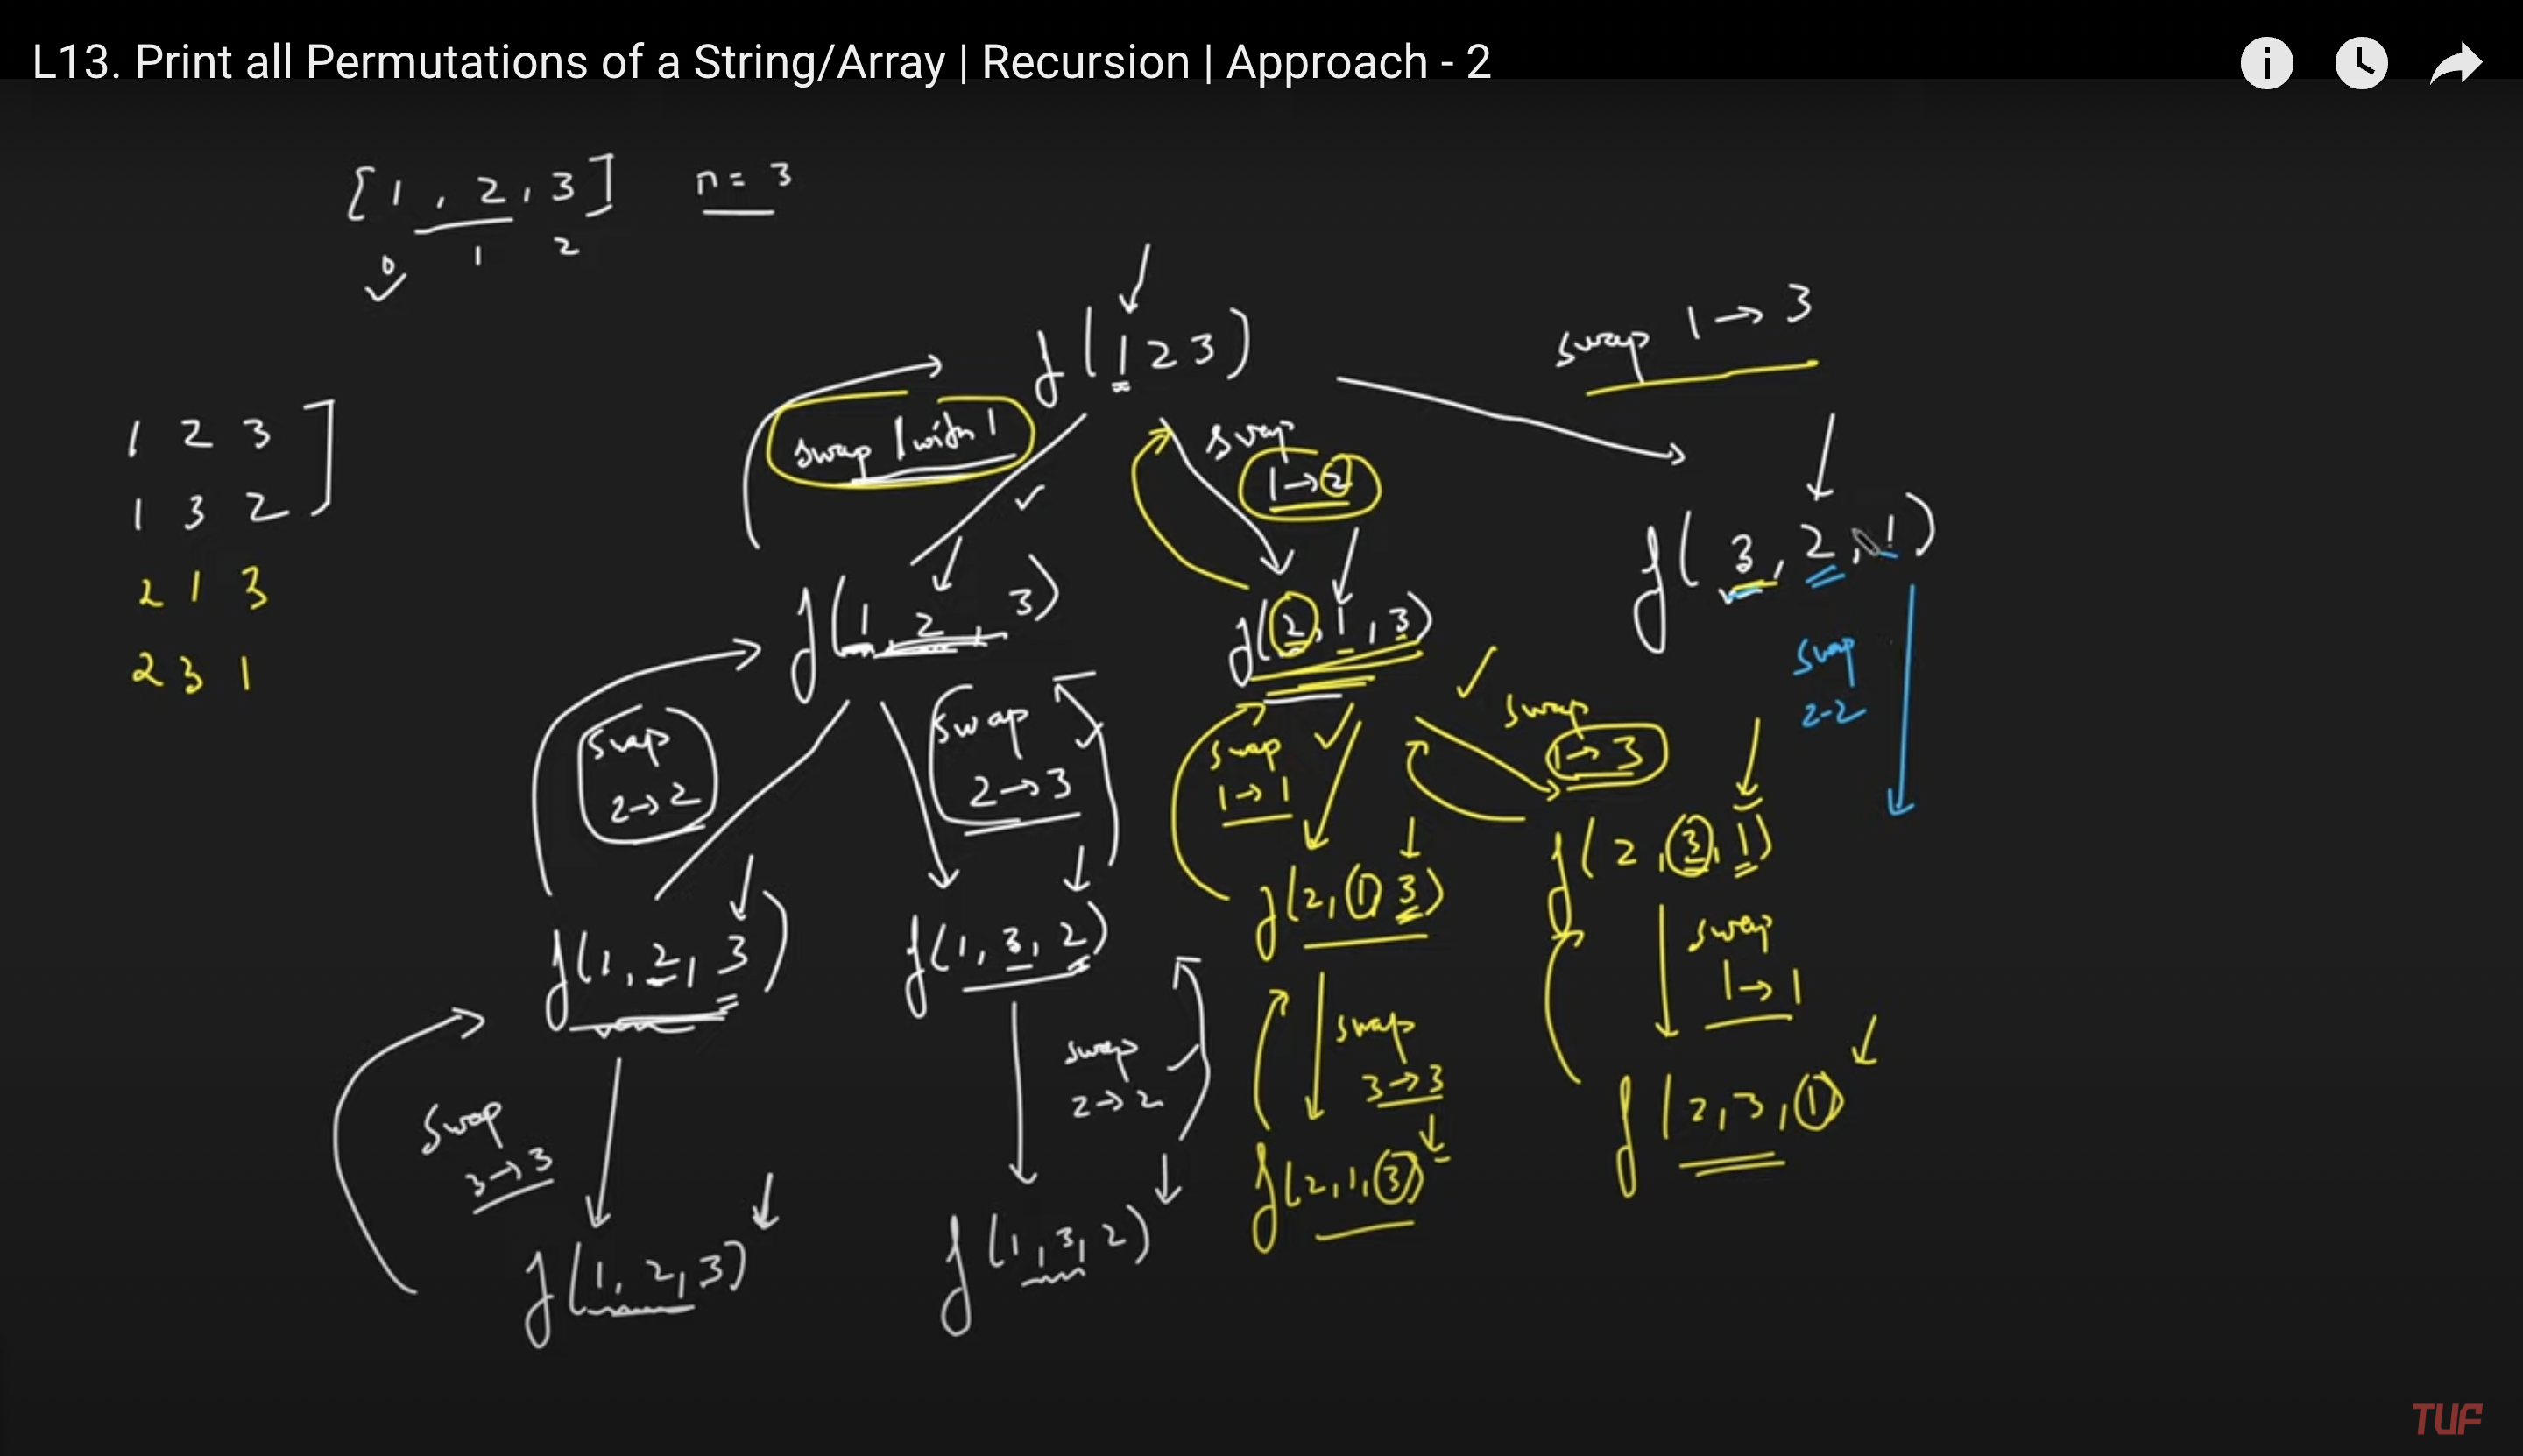 L13. Print all Permutations of a String/Array | Recursion | Approach - 2
[1, 2, 3] n = 3
0 1 2
f(1 2 3)
swap 1 → 3
swap 1 with 1
swap
1 → 2
1 2 3
1 3 2
2 1 3
2 3 1
f(1, 2, 3)
f(2, 1, 3)
f(3, 2, 1)
swap
2-2
swap
2 → 2
swap
2 → 3
swap
1 → 1
swap
1 → 3
f(1, 2, 3)
f(1, 3, 2)
f(2, 1 3)
f(2, 3, 1)
swap
3 → 3
swap
2 → 2
swap
3 → 3
swap
1 → 1
f(1, 2, 3)
f(1, 3, 2)
f(2, 1, 3)
f(2, 3, 1)
TUF